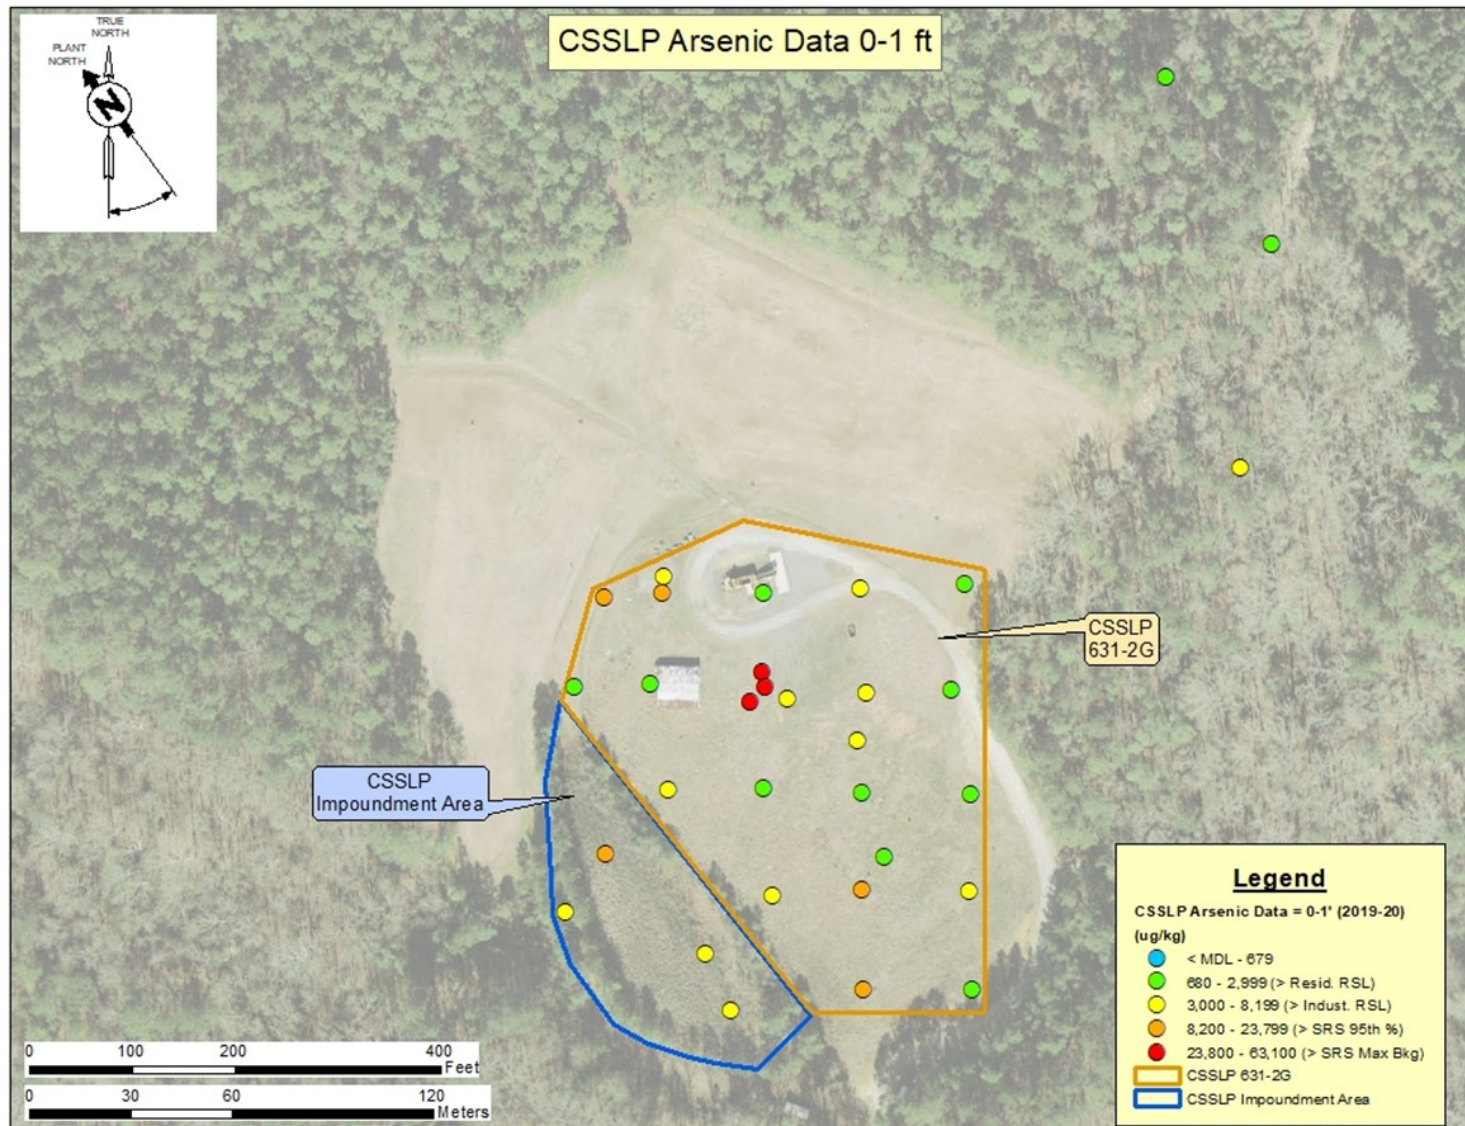 TRUE
NORTH
PLANT
NORTH
N
CSSLP Arsenic Data 0-1 ft
CSSLP
631-2G
CSSLP
Impoundment Area
Legend
CSSLP Arsenic Data = 0-1' (2019-20)
(ug/kg)
< MDL - 679
680 - 2,999 (> Resid. RSL)
3,000 - 8,199 (> Indust. RSL)
8,200 - 23,799 (> SRS 95th %)
23,800 - 63,100 (> SRS Max Bkg)
CSSLP 631-2G
CSSLP Impoundment Area
0 100 200 400
Feet
0 30 60 120
Meters